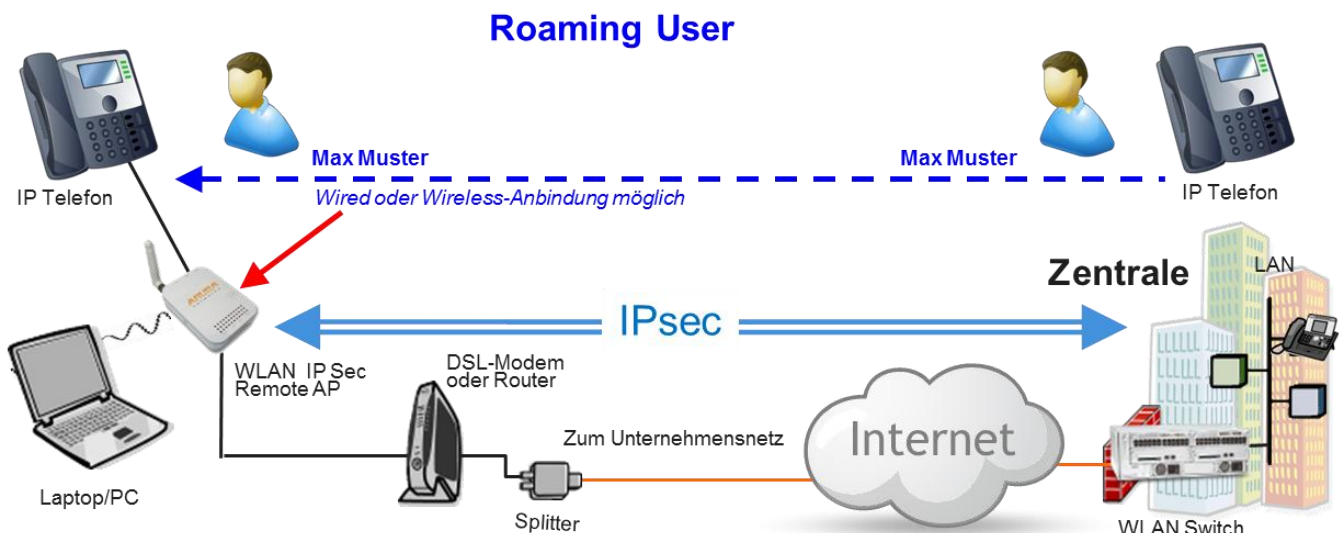 Roaming User
Max Muster
Max Muster
IP Telefon
Wired oder Wireless-Anbindung möglich
IP Telefon
Zentrale
LAN
ARUBA
IPsec
WLAN IP Sec
Remote AP
DSL-Modem
oder Router
Zum Unternehmensnetz
Internet
Laptop/PC
Splitter
WLAN Switch